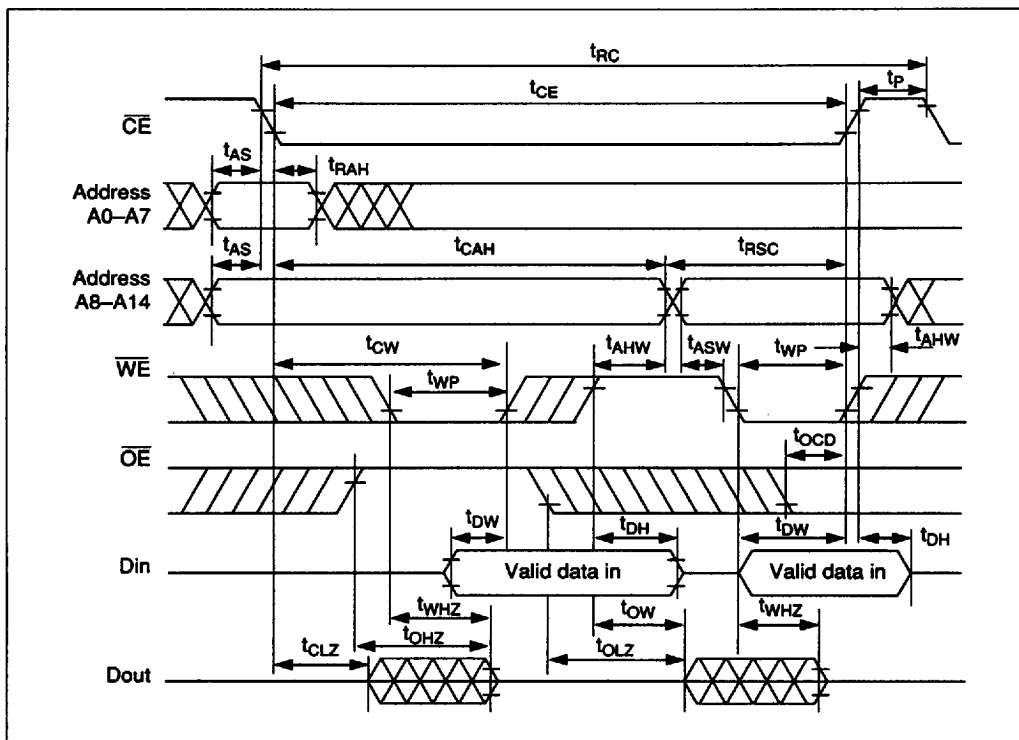 tRC
tCE
tP
CE
tAS
tRAH
Address
A0–A7
tAS
tCAH
tRSC
Address
A8–A14
tAHW
tCW
tAHW
tASW
tWP
WE
tWP
tOCD
OE
tDW
tDH
tDW
tDH
Din
Valid data in
Valid data in
tWHZ
tOW
tWHZ
tOHZ
tOLZ
tCLZ
Dout